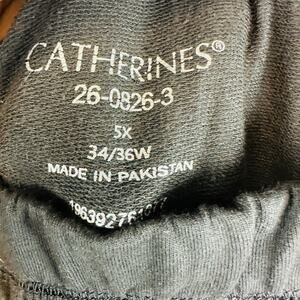 CATHERINES®
26-0826-3
5X
34/36W
MADE IN PAKISTAN